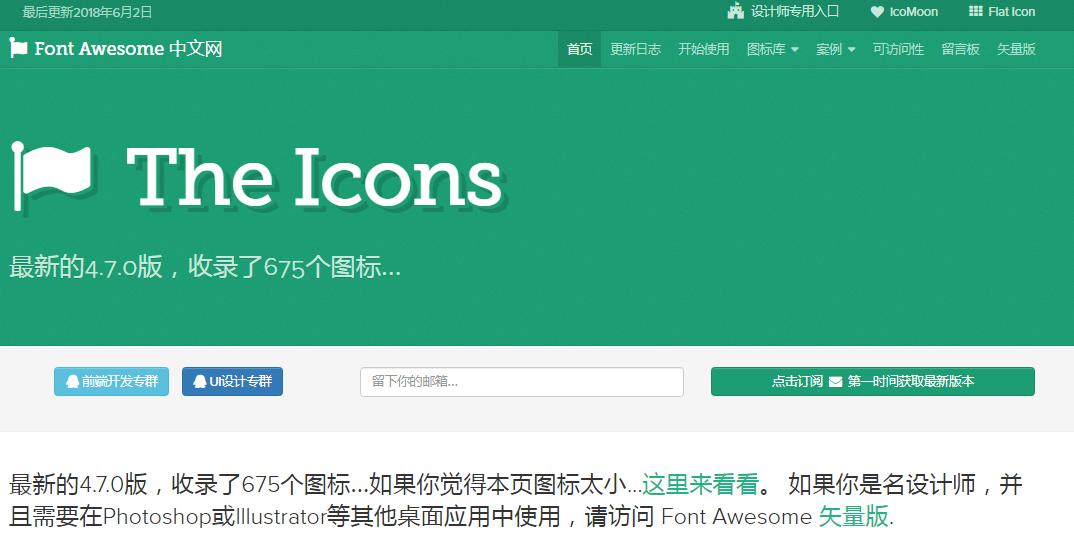 最后更新2018年6月2日 设计师专用入口 IcoMoon Flat Icon
Font Awesome 中文网 首页 更新日志 开始使用 图标库 案例 可访问性 留言板 矢量版
The Icons
最新的4.7.0版，收录了675个图标...
前端开发专群 UI设计专群 留下你的邮箱... 点击订阅 第一时间获取最新版本
最新的4.7.0版，收录了675个图标...如果你觉得本页图标太小...这里来看看。 如果你是名设计师，并
且需要在Photoshop或Illustrator等其他桌面应用中使用，请访问 Font Awesome 矢量版.